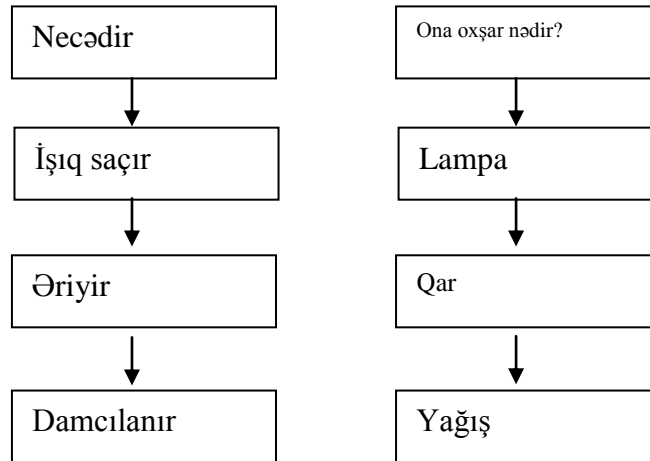 Necədir
Ona oxşar nədir?
İşıq saçır
Lampa
Əriyir
Qar
Damcılanır
Yağış